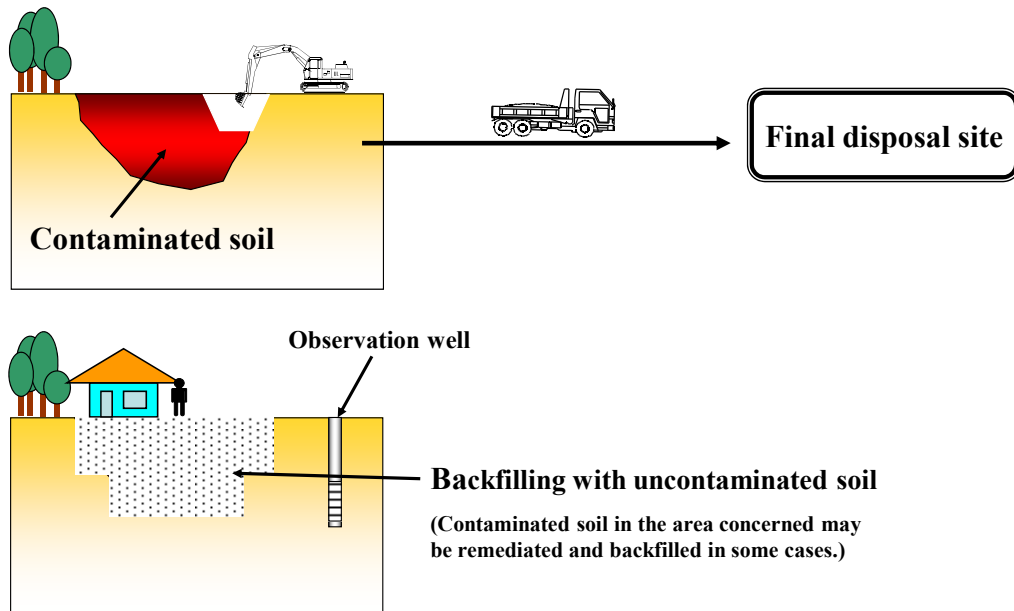 Final disposal site
Contaminated soil
Observation well
Backfilling with uncontaminated soil
(Contaminated soil in the area concerned may
be remediated and backfilled in some cases.)